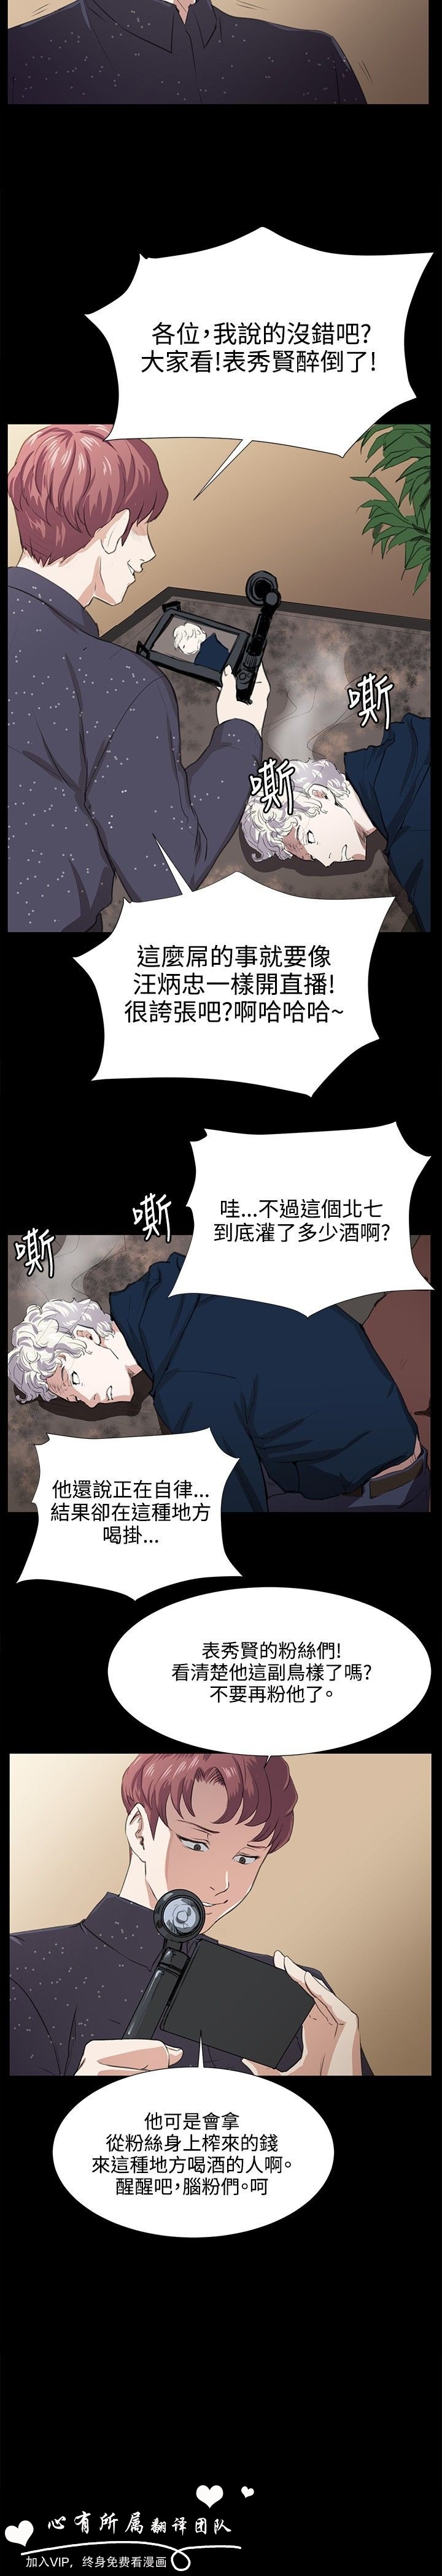 各位，我說的沒錯吧?
大家看!表秀賢醉倒了!
嘶
嘶
這麼屌的事就要像
汪炳忠一樣開直播!
很誇張吧?啊哈哈哈~
哇...不過這個北七
到底灌了多少酒啊?
嘶
嘶
他還說正在自律...
結果卻在這種地方
喝掛...
表秀賢的粉絲們!
看清楚他這副鳥樣了嗎?
不要再粉他了。
他可是會拿
從粉絲身上榨來的錢
來這種地方喝酒的人啊。
醒醒吧，腦粉們。呵
心有所属翻译团队
加入VIP，终身免费看漫画